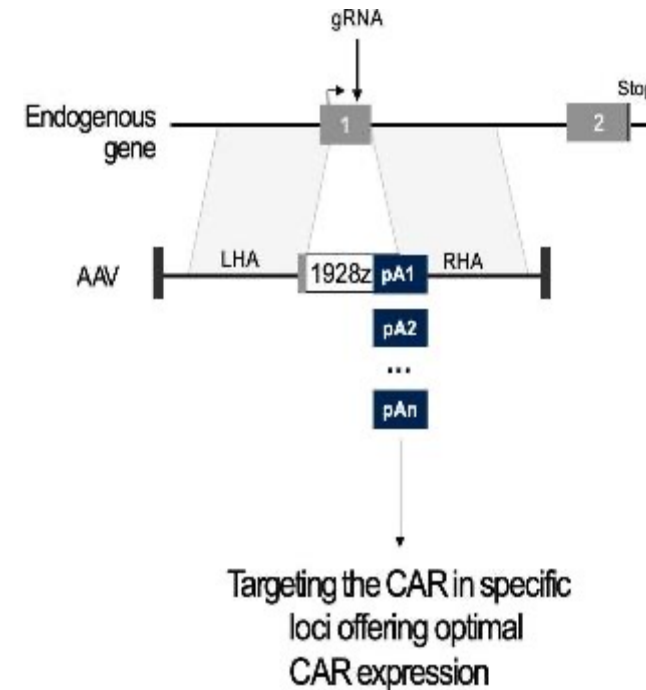 gRNA
Stop
Endogenous
gene
1
2
AAV
LHA
1928z
pA1
RHA
pA2
...
pAn
Targeting the CAR in specific
loci offering optimal
CAR expression